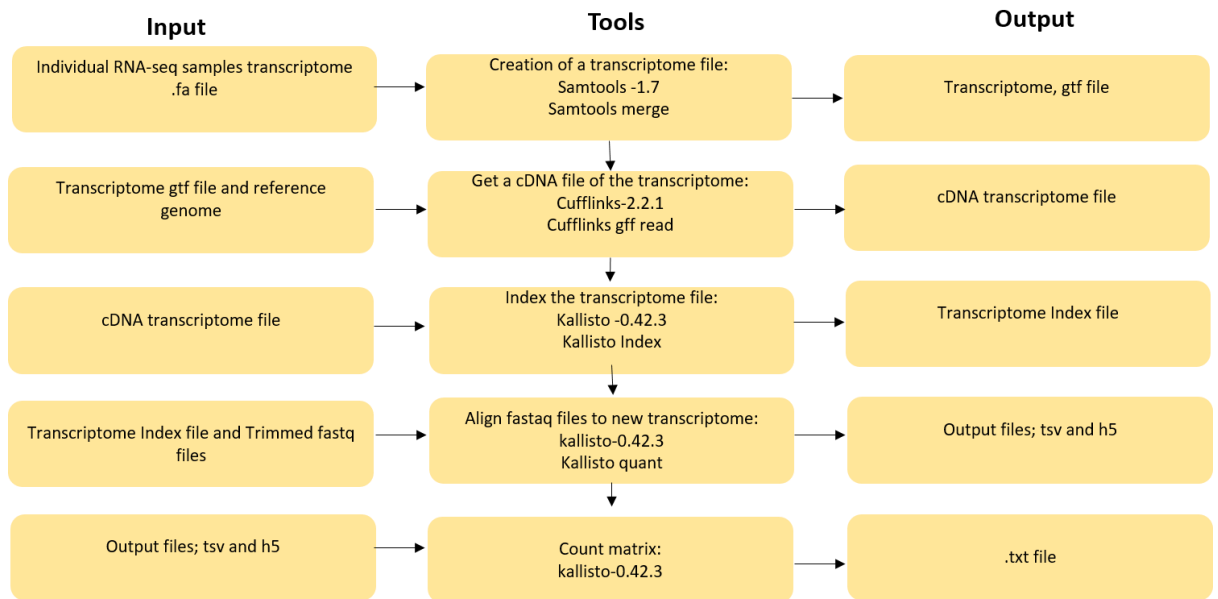 Input
Tools
Output
Individual RNA-seq samples transcriptome
.fa file
Creation of a transcriptome file:
Samtools -1.7
Samtools merge
Transcriptome, gtf file
Transcriptome gtf file and reference
genome
Get a cDNA file of the transcriptome:
Cufflinks-2.2.1
Cufflinks gff read
cDNA transcriptome file
cDNA transcriptome file
Index the transcriptome file:
Kallisto -0.42.3
Kallisto Index
Transcriptome Index file
Transcriptome Index file and Trimmed fastq
files
Align fastaq files to new transcriptome:
kallisto-0.42.3
Kallisto quant
Output files; tsv and h5
Output files; tsv and h5
Count matrix:
kallisto-0.42.3
.txt file